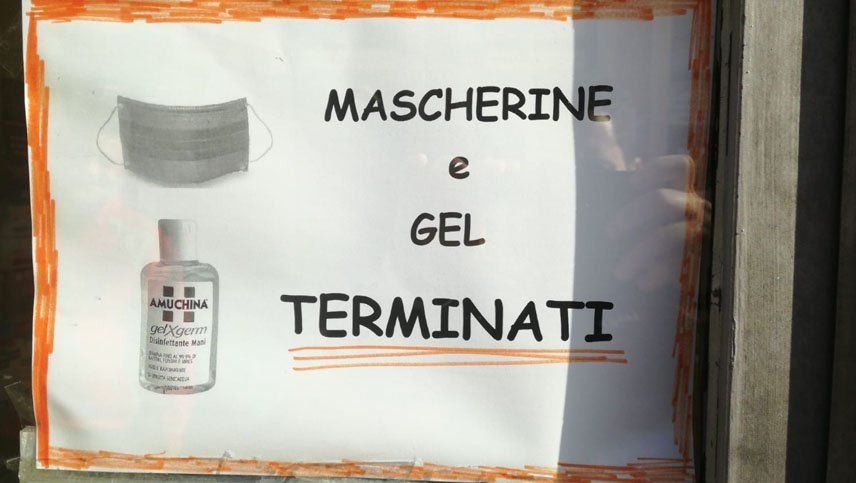 MASCHERINE
e
GEL
TERMINATI
AMUCHINA
gelXgerm
Disinfettante Mani